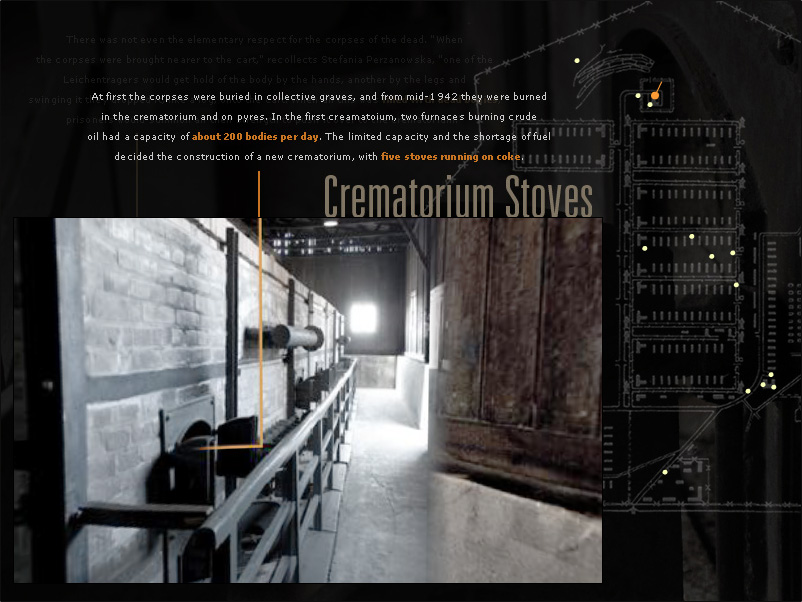 There was not even the elementary respect for the corpses of the dead. "When
the corpses were brought nearer to the cart," recollects Stefania Perzanowska, "one of the
Leichentragers would get hold of the body by the hands, another by the legs and
swinging it
At first the corpses were buried in collective graves, and from mid-1942 they were burned
in the crematorium and on pyres. In the first creamatoium, two furnaces burning crude
oil had a capacity of about 200 bodies per day. The limited capacity and the shortage of fuel
decided the construction of a new crematorium, with five stoves running on coke.
Crematorium Stoves